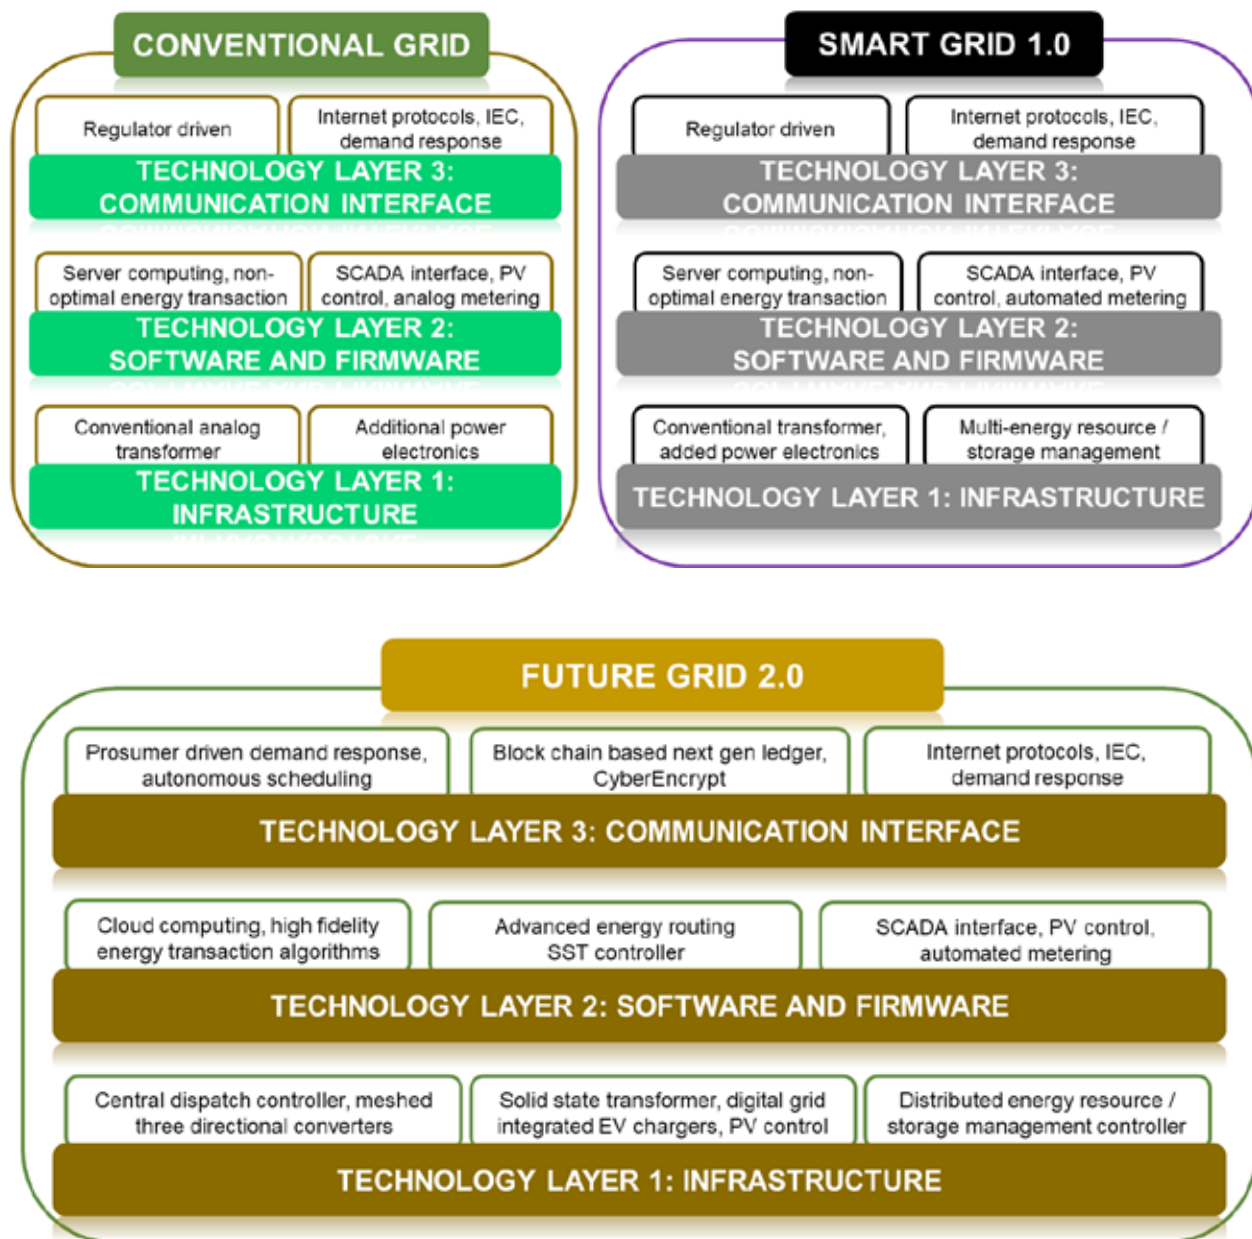 CONVENTIONAL GRID
Regulator driven
Internet protocols, IEC,
demand response
TECHNOLOGY LAYER 3:
COMMUNICATION INTERFACE
Server computing, non-
optimal energy transaction
SCADA interface, PV
control, analog metering
TECHNOLOGY LAYER 2:
SOFTWARE AND FIRMWARE
Conventional analog
transformer
Additional power
electronics
TECHNOLOGY LAYER 1:
INFRASTRUCTURE
SMART GRID 1.0
Regulator driven
Internet protocols, IEC,
demand response
TECHNOLOGY LAYER 3:
COMMUNICATION INTERFACE
Server computing, non-
optimal energy transaction
SCADA interface, PV
control, automated metering
TECHNOLOGY LAYER 2:
SOFTWARE AND FIRMWARE
Conventional transformer,
added power electronics
Multi-energy resource /
storage management
TECHNOLOGY LAYER 1: INFRASTRUCTURE
FUTURE GRID 2.0
Prosumer driven demand response,
autonomous scheduling
Block chain based next gen ledger,
CyberEncrypt
Internet protocols, IEC,
demand response
TECHNOLOGY LAYER 3: COMMUNICATION INTERFACE
Cloud computing, high fidelity
energy transaction algorithms
Advanced energy routing
SST controller
SCADA interface, PV control,
automated metering
TECHNOLOGY LAYER 2: SOFTWARE AND FIRMWARE
Central dispatch controller, meshed
three directional converters
Solid state transformer, digital grid
integrated EV chargers, PV control
Distributed energy resource /
storage management controller
TECHNOLOGY LAYER 1: INFRASTRUCTURE